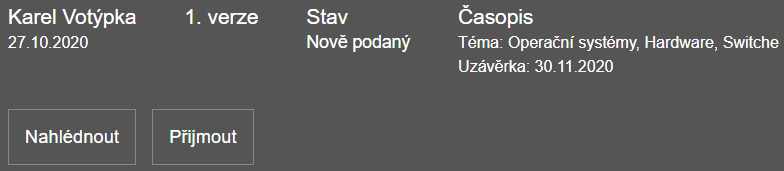 Karel Votýpka
27.10.2020
1. verze
Stav
Nově podaný
Časopis
Téma: Operační systémy, Hardware, Switche
Uzávěrka: 30.11.2020
Nahlédnout
Přijmout